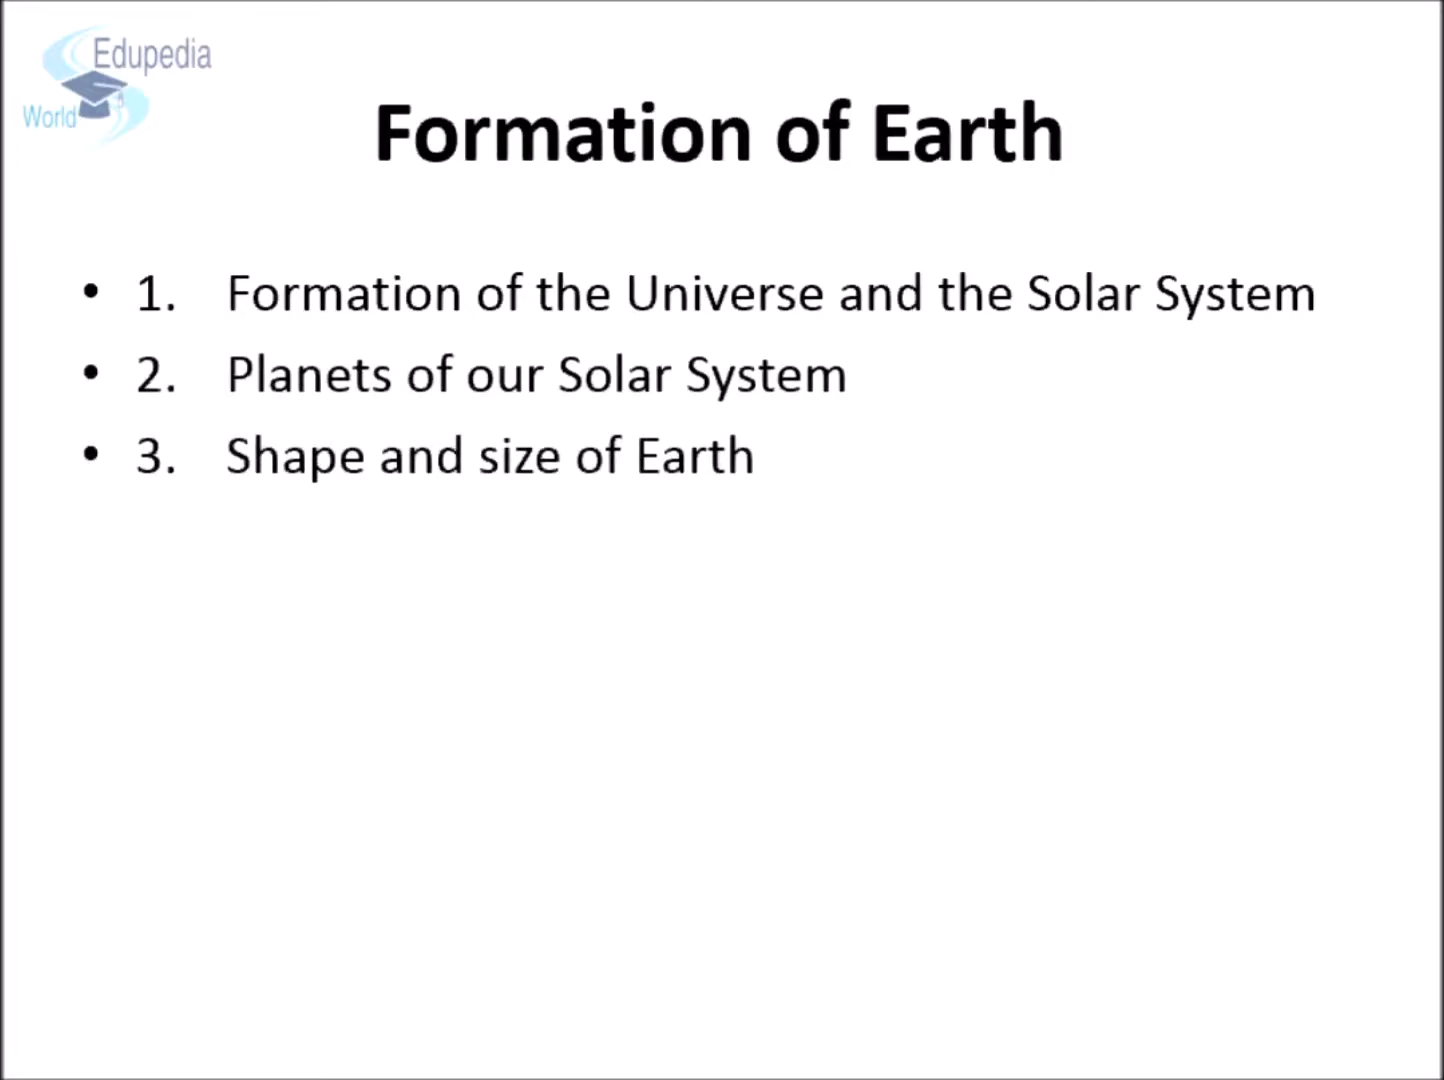 Edupedia
World
Formation of Earth
• 1. Formation of the Universe and the Solar System
• 2. Planets of our Solar System
• 3. Shape and size of Earth